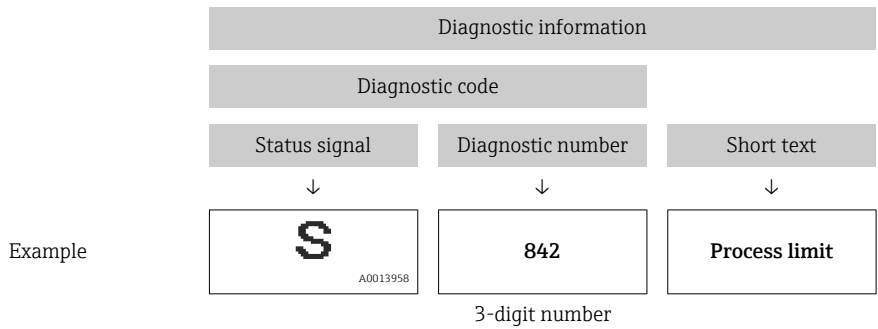 Diagnostic information
Diagnostic code
Status signal Diagnostic number Short text
↓ ↓ ↓
Example S 842 Process limit
A0013958
3-digit number